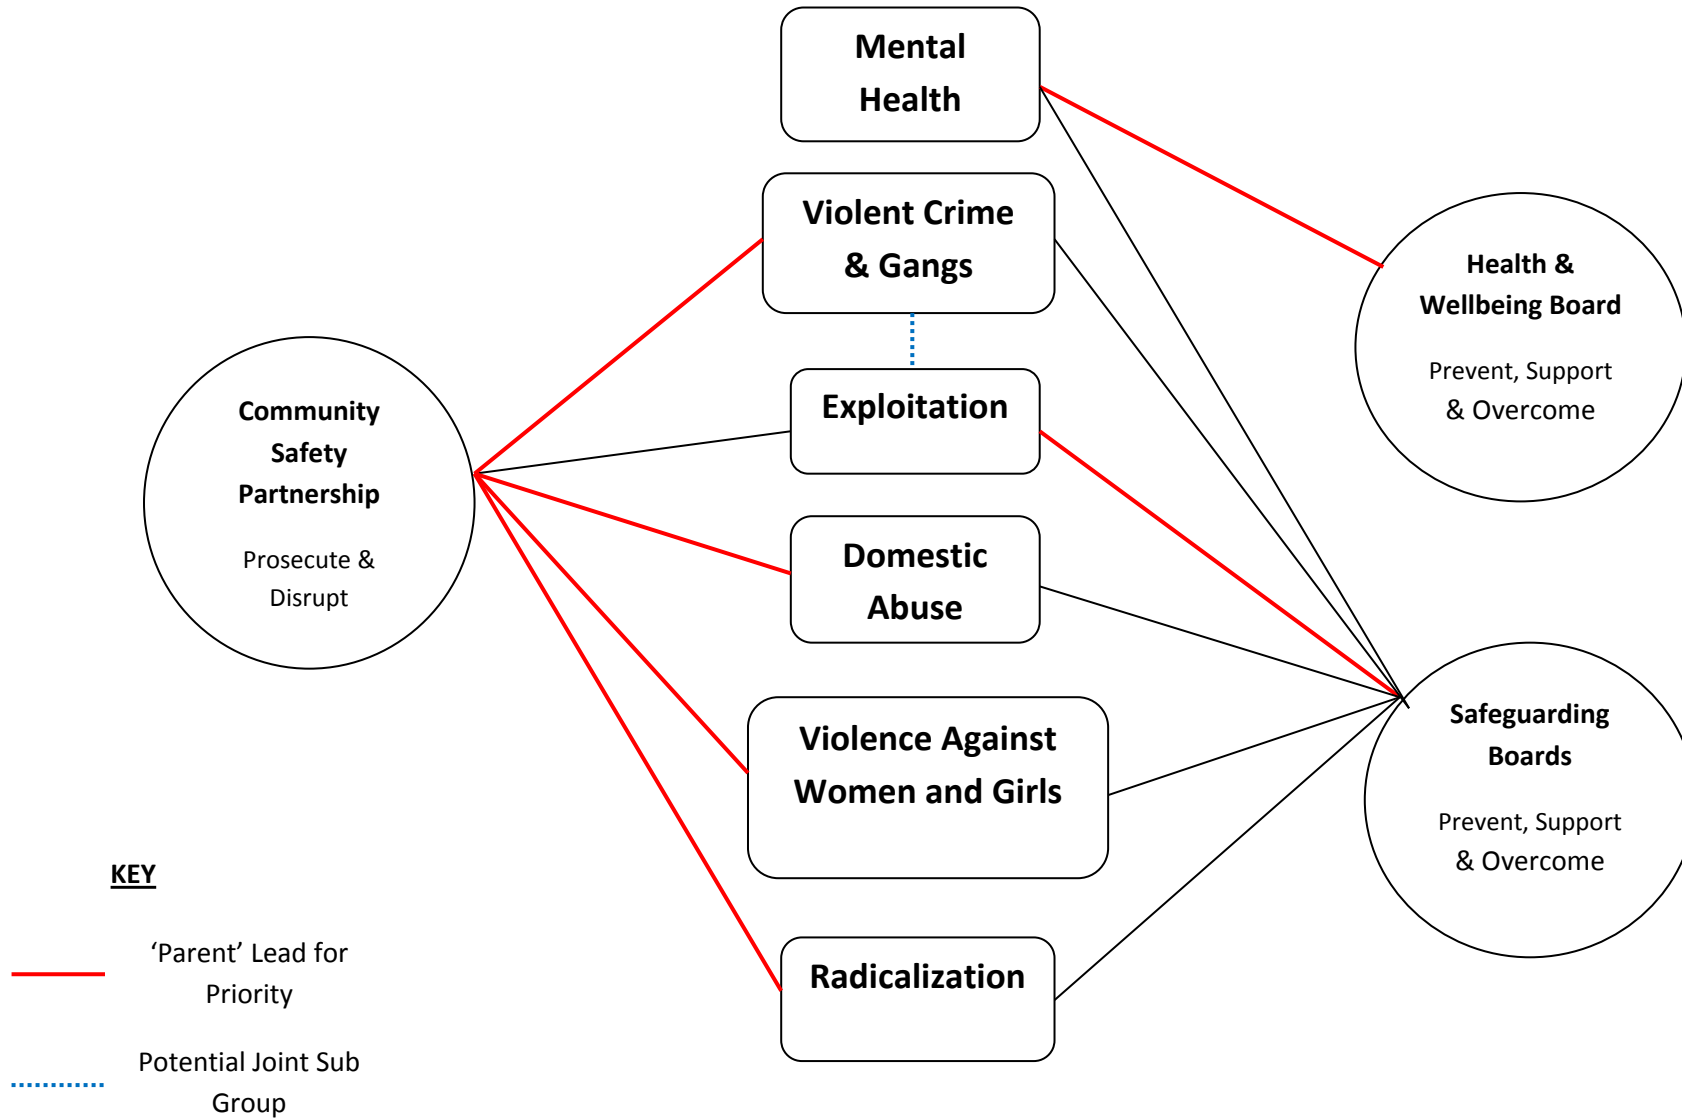 Mental
Health
Violent Crime
& Gangs
Health &
Wellbeing Board
Prevent, Support
& Overcome
Community
Safety
Partnership
Prosecute &
Disrupt
Exploitation
Domestic
Abuse
Violence Against
Women and Girls
Safeguarding
Boards
Prevent, Support
& Overcome
Radicalization
KEY
‘Parent’ Lead for
Priority
Potential Joint Sub
Group